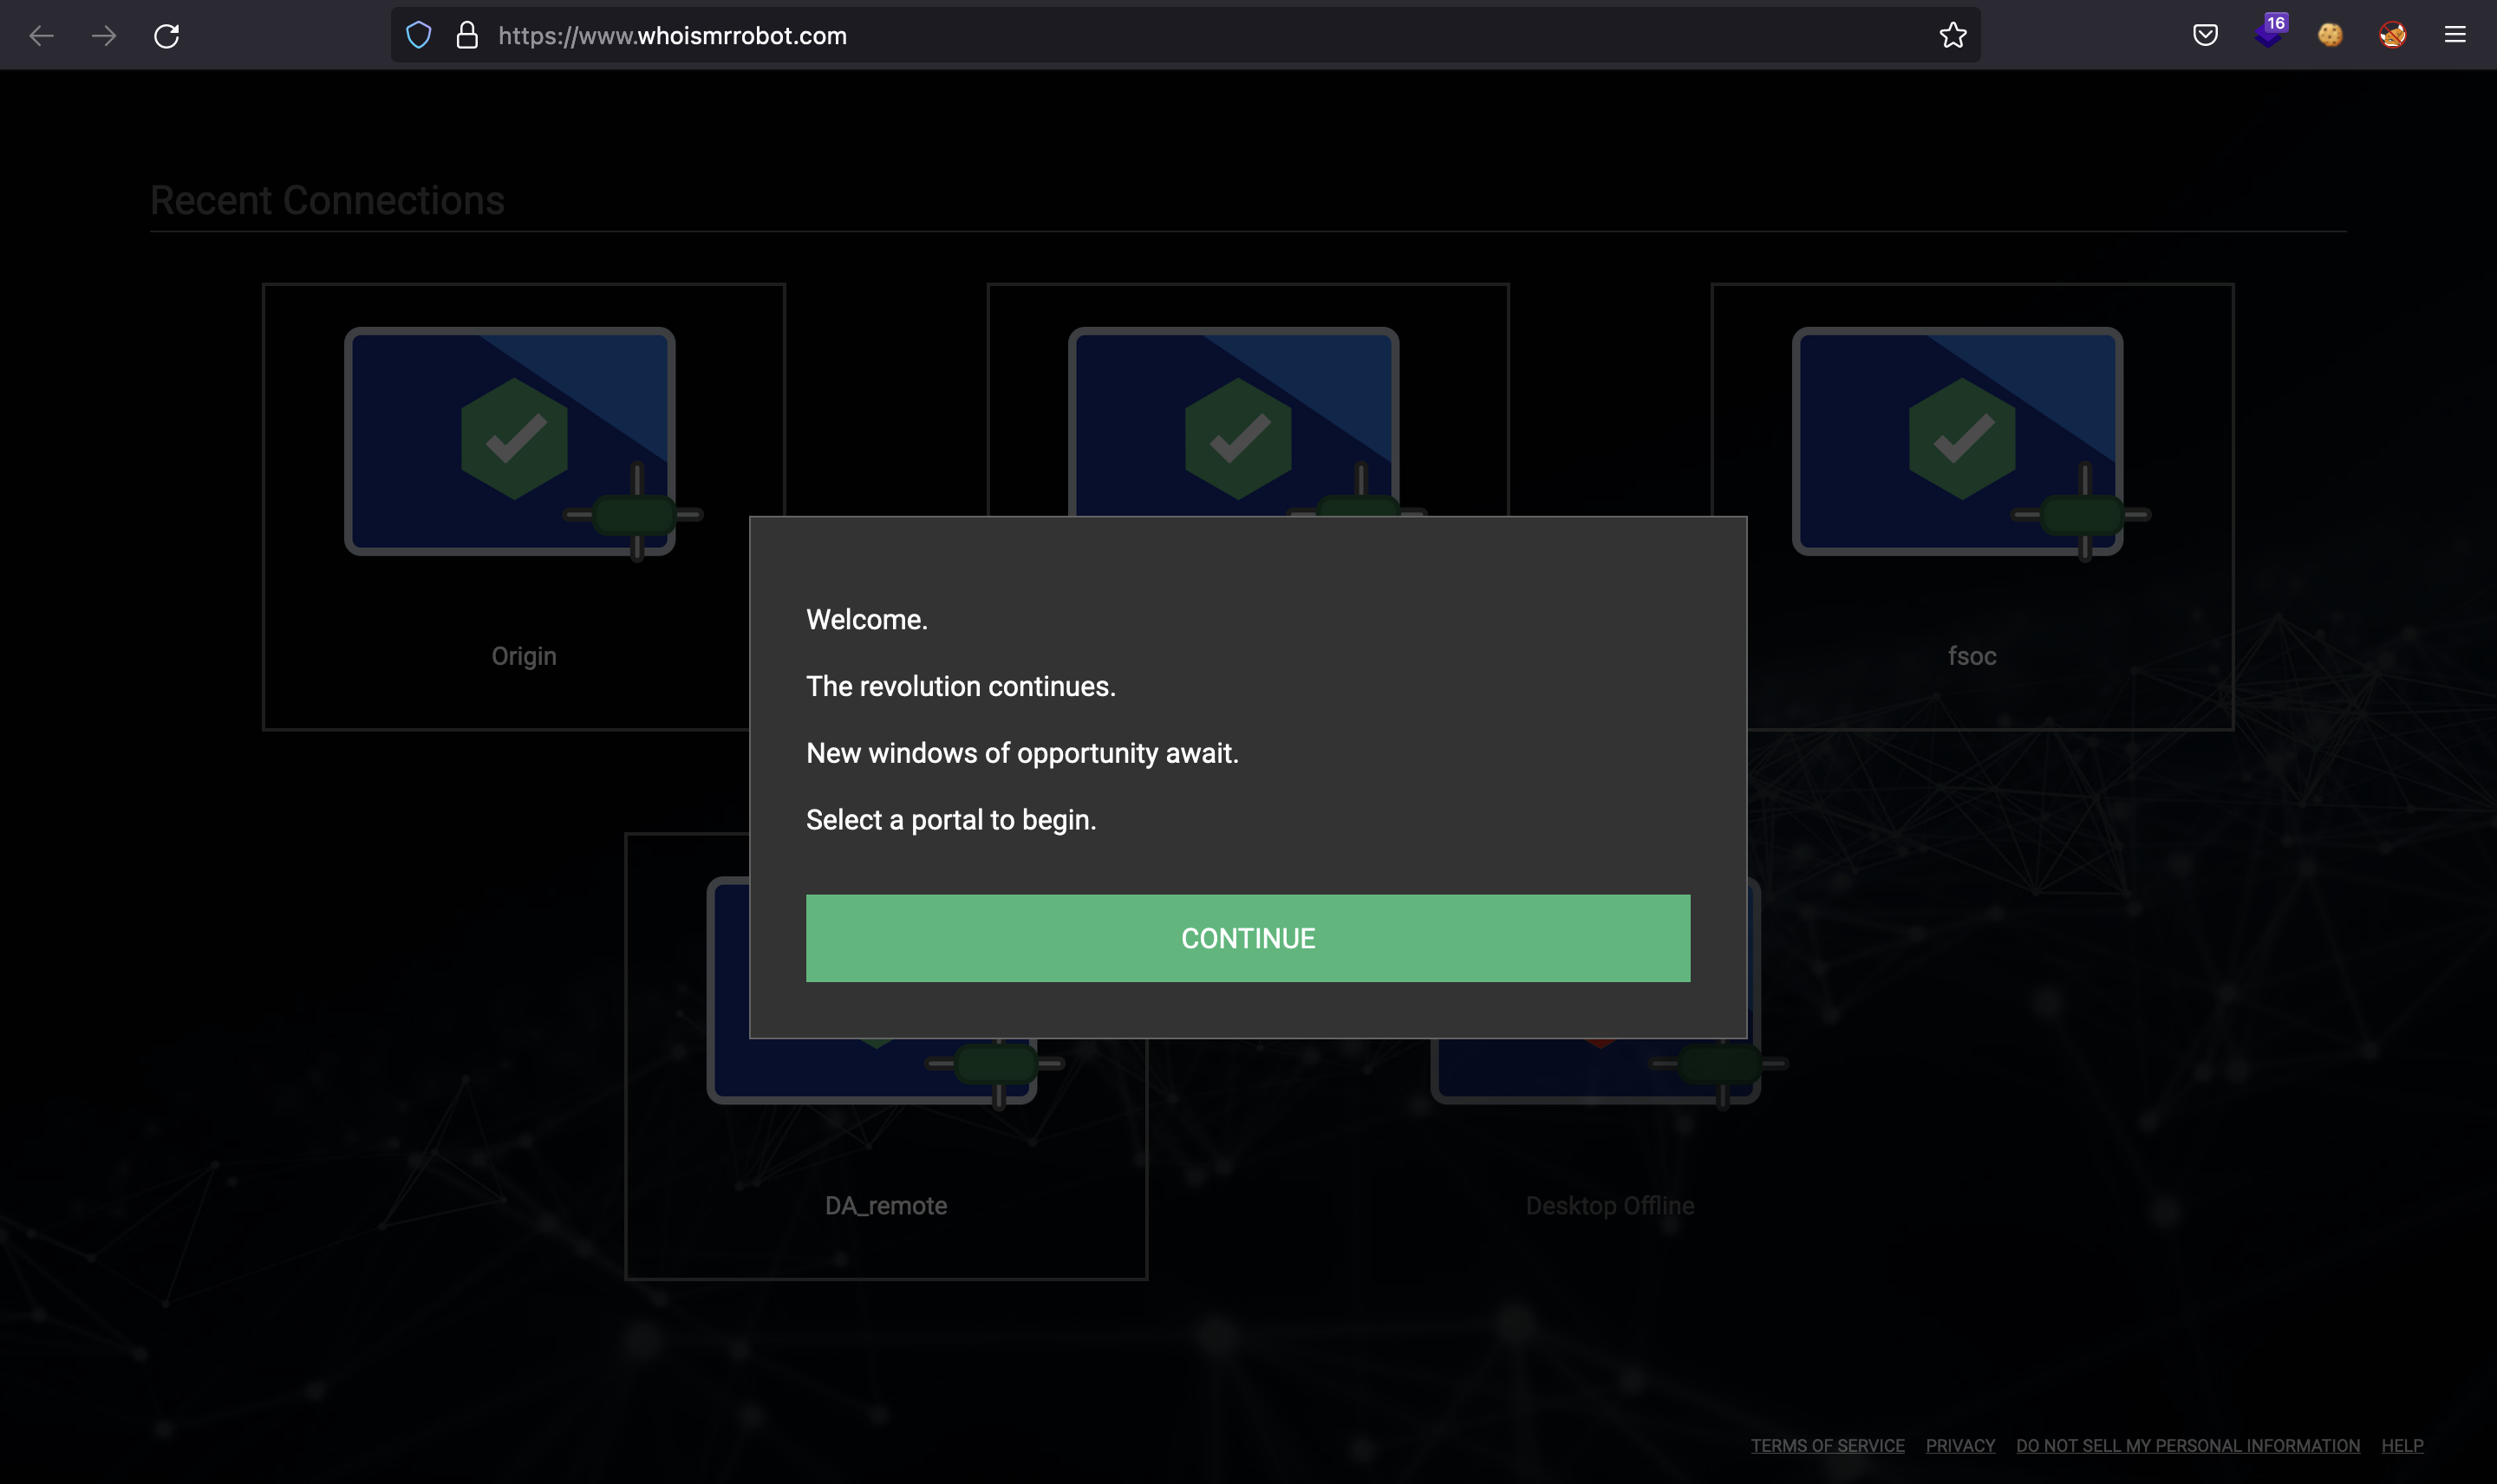 16
https://www.whoismrrobot.com
Recent Connections
Origin
fsoc
Welcome.
The revolution continues.
New windows of opportunity await.
Select a portal to begin.
CONTINUE
DA_remote
Desktop Offline
TERMS OF SERVICE PRIVACY DO NOT SELL MY PERSONAL INFORMATION HELP